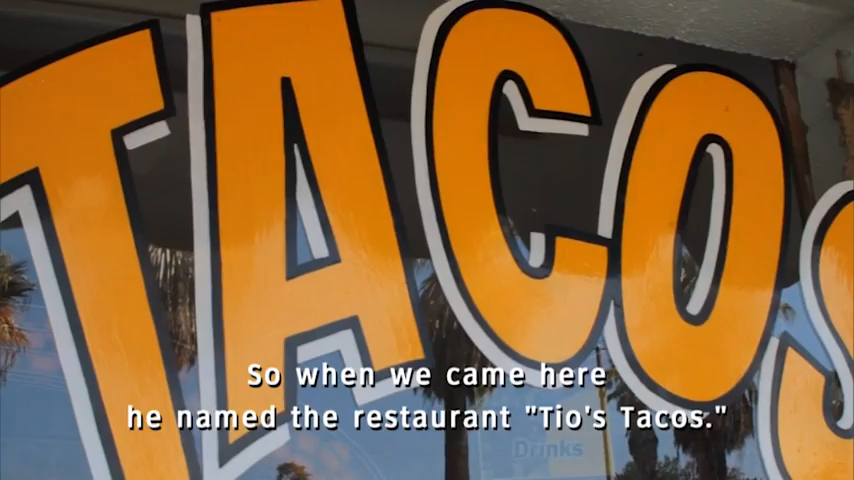 TACOS
So when we came here
he named the restaurant "Tio's Tacos."
Drinks